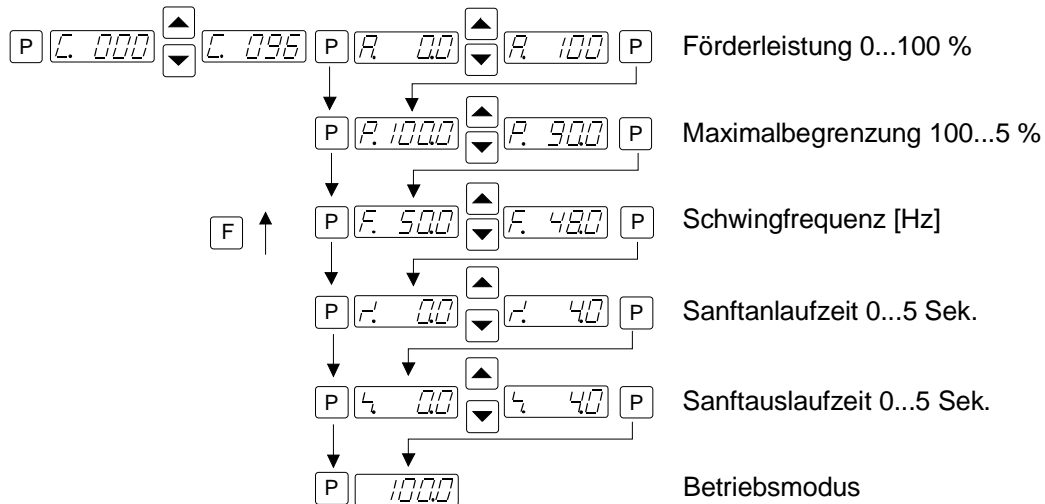 P C. 000 C. 096 P A. 0.0 A. 100 P Förderleistung 0...100 %
P P. 100.0 P. 90.0 P Maximalbegrenzung 100...5 %
F P F. 50.0 F. 48.0 P Schwingfrequenz [Hz]
P 0.0 4.0 P Sanftanlaufzeit 0...5 Sek.
P 0.0 4.0 P Sanftauslaufzeit 0...5 Sek.
P 100.0 Betriebsmodus